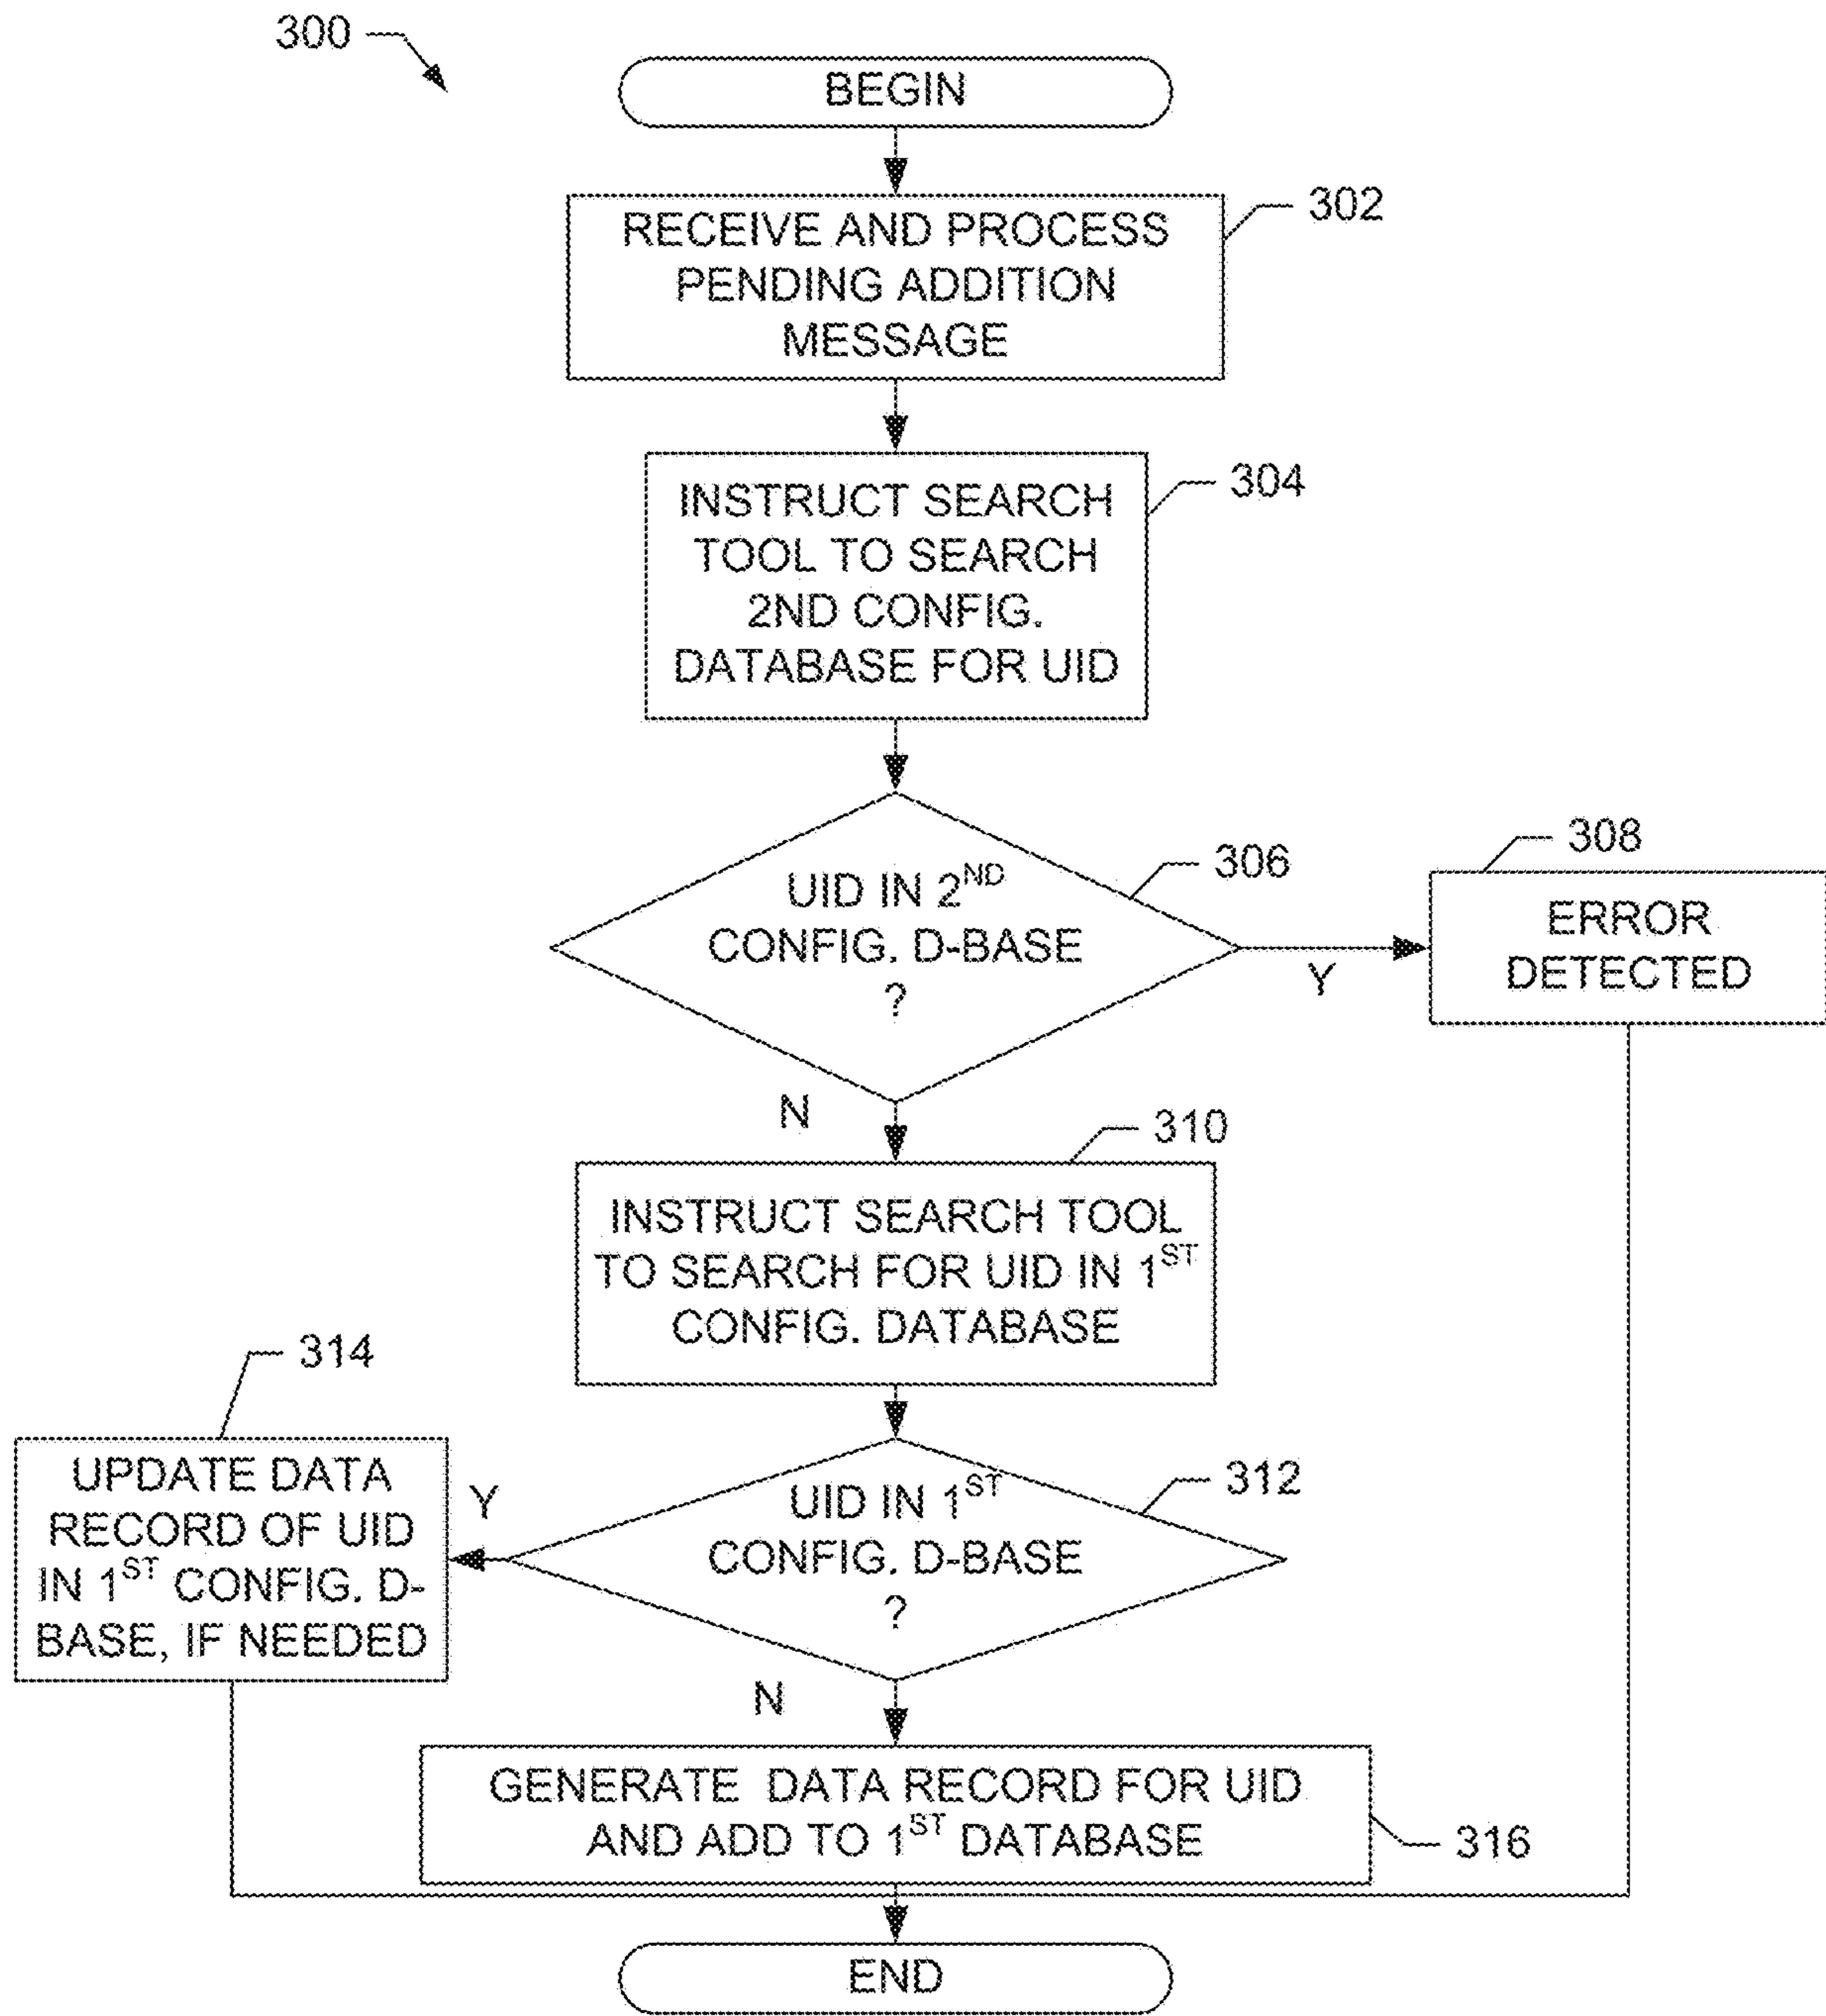 300
BEGIN
302
RECEIVE AND PROCESS
PENDING ADDITION
MESSAGE
304
INSTRUCT SEARCH
TOOL TO SEARCH
2ND CONFIG.
DATABASE FOR UID
306
UID IN 2ND
CONFIG. D-BASE
?
Y
308
ERROR
DETECTED
N
310
INSTRUCT SEARCH TOOL
TO SEARCH FOR UID IN 1ST
CONFIG. DATABASE
312
UID IN 1ST
CONFIG. D-BASE
?
Y
314
UPDATE DATA
RECORD OF UID
IN 1ST CONFIG. D-
BASE, IF NEEDED
N
GENERATE DATA RECORD FOR UID
AND ADD TO 1ST DATABASE
316
END